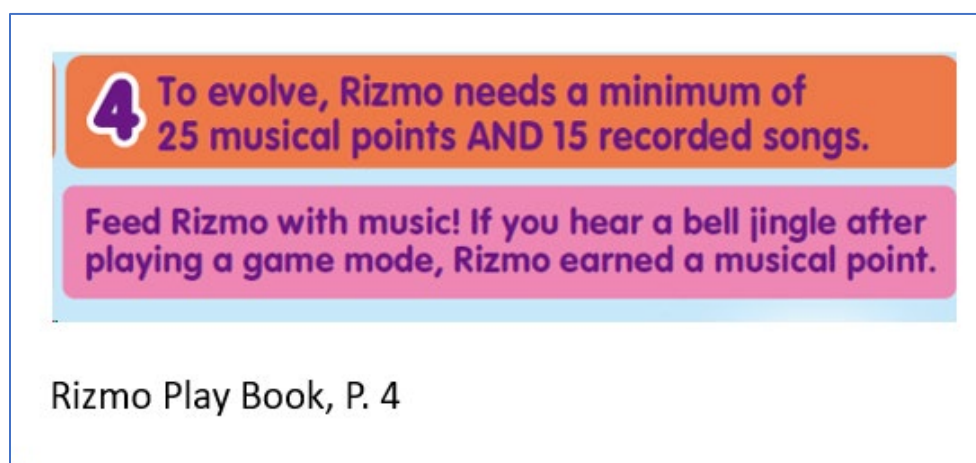 4 To evolve, Rizmo needs a minimum of
25 musical points AND 15 recorded songs.
Feed Rizmo with music! If you hear a bell jingle after
playing a game mode, Rizmo earned a musical point.
Rizmo Play Book, P. 4